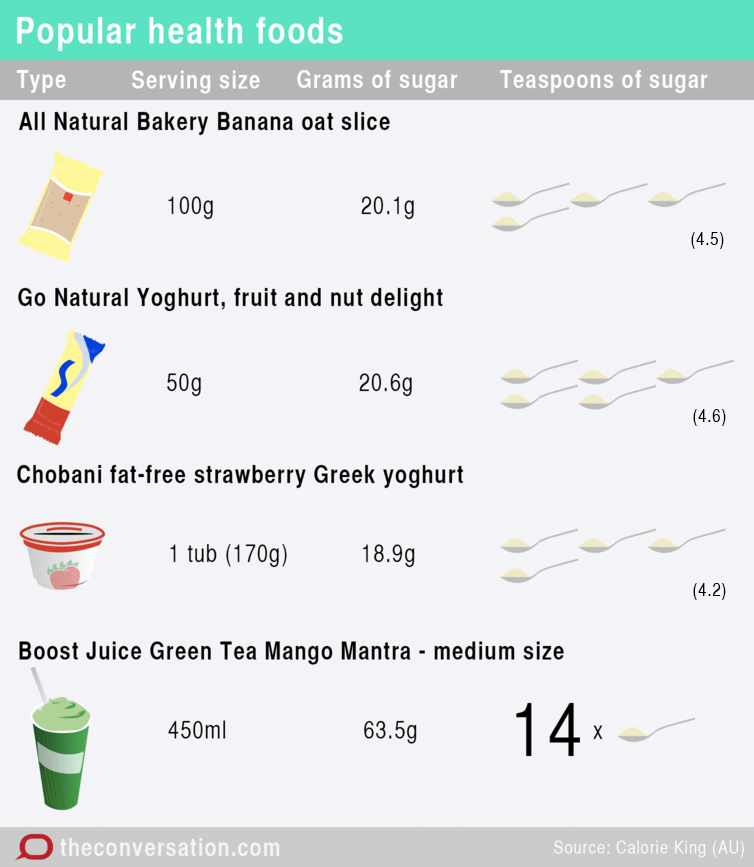 Popular health foods
Type Serving size Grams of sugar Teaspoons of sugar
All Natural Bakery Banana oat slice
100g 20.1g
(4.5)
Go Natural Yoghurt, fruit and nut delight
50g 20.6g
(4.6)
Chobani fat-free strawberry Greek yoghurt
1 tub (170g) 18.9g
(4.2)
Boost Juice Green Tea Mango Mantra - medium size
450ml 63.5g 14 x
theconversation.com Source: Calorie King (AU)